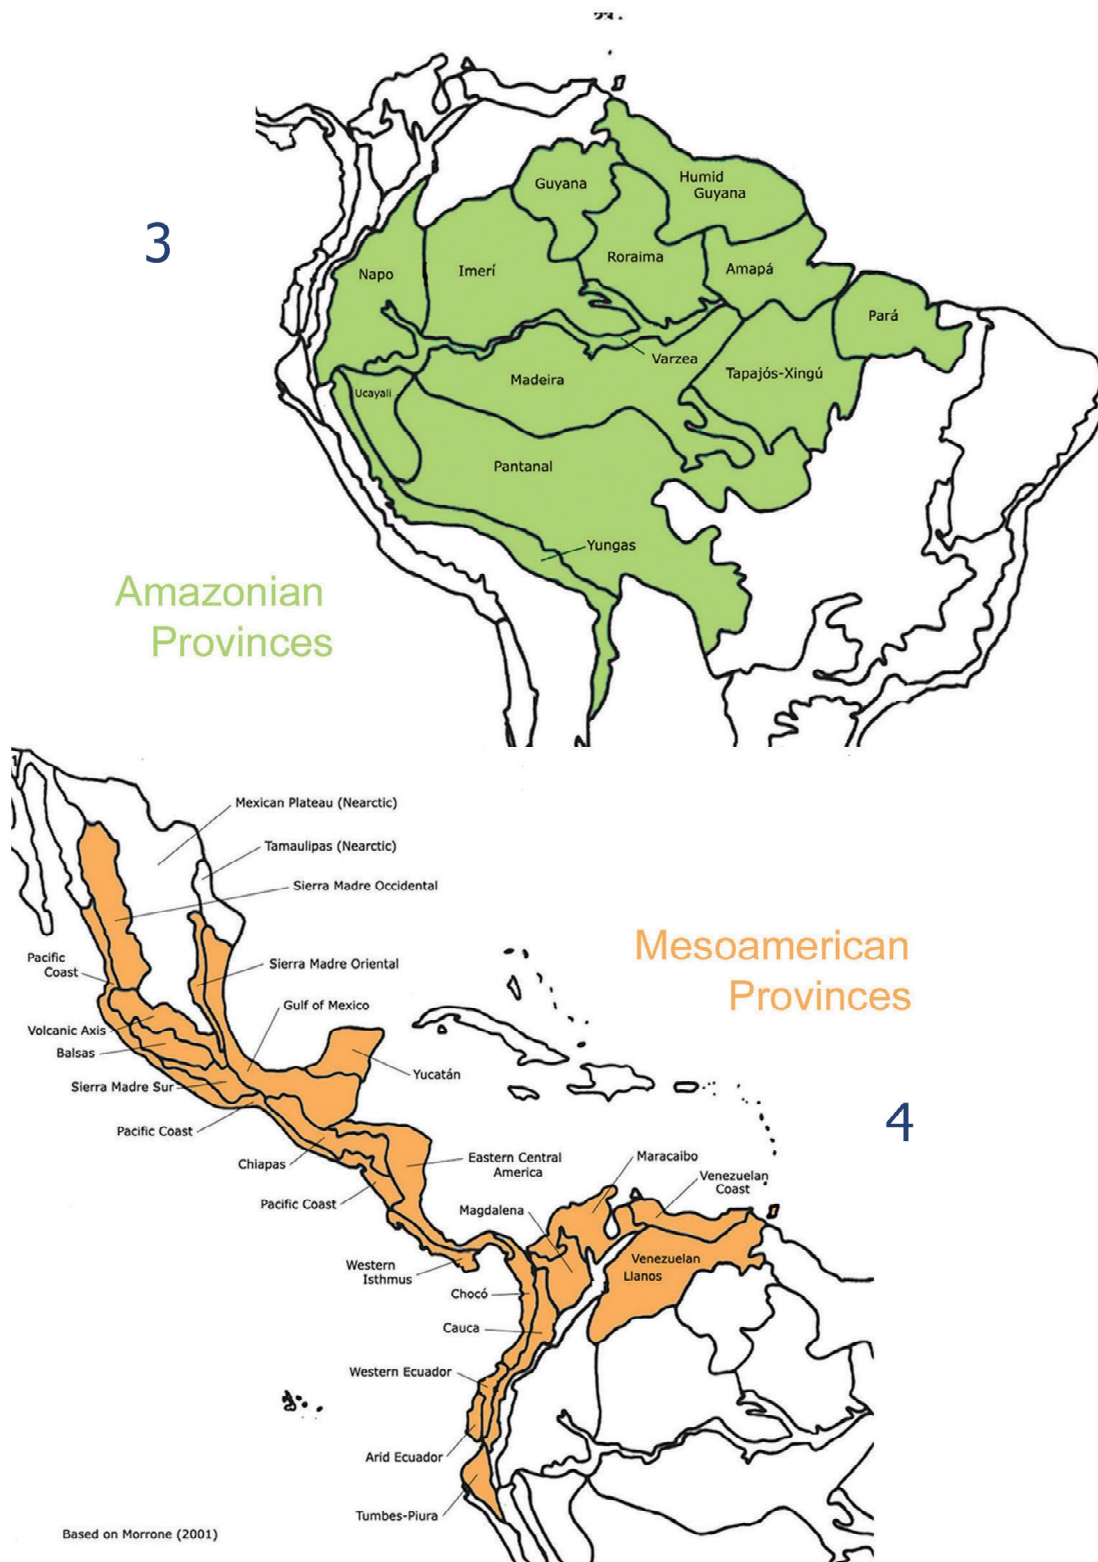 Guyana
Humid
Guyana
3
Napo
Imerí
Roraima
Amapá
Pará
Varzea
Madeira
Tapajós-Xingú
Ucayali
Pantanal
Yungas
Amazonian
Provinces
Mexican Plateau (Nearctic)
Tamaulipas (Nearctic)
Sierra Madre Occidental
Mesoamerican
Provinces
Pacific
Coast
Sierra Madre Oriental
Gulf of Mexico
Volcanic Axis
Balsas
Yucatán
Sierra Madre Sur
4
Pacific Coast
Chiapas
Eastern Central
America
Maracaibo
Venezuelan
Coast
Pacific Coast
Magdalena
Western
Isthmus
Venezuelan
Llanos
Chocó
Cauca
Western Ecuador
Arid Ecuador
Tumbes-Piura
Based on Morrone (2001)